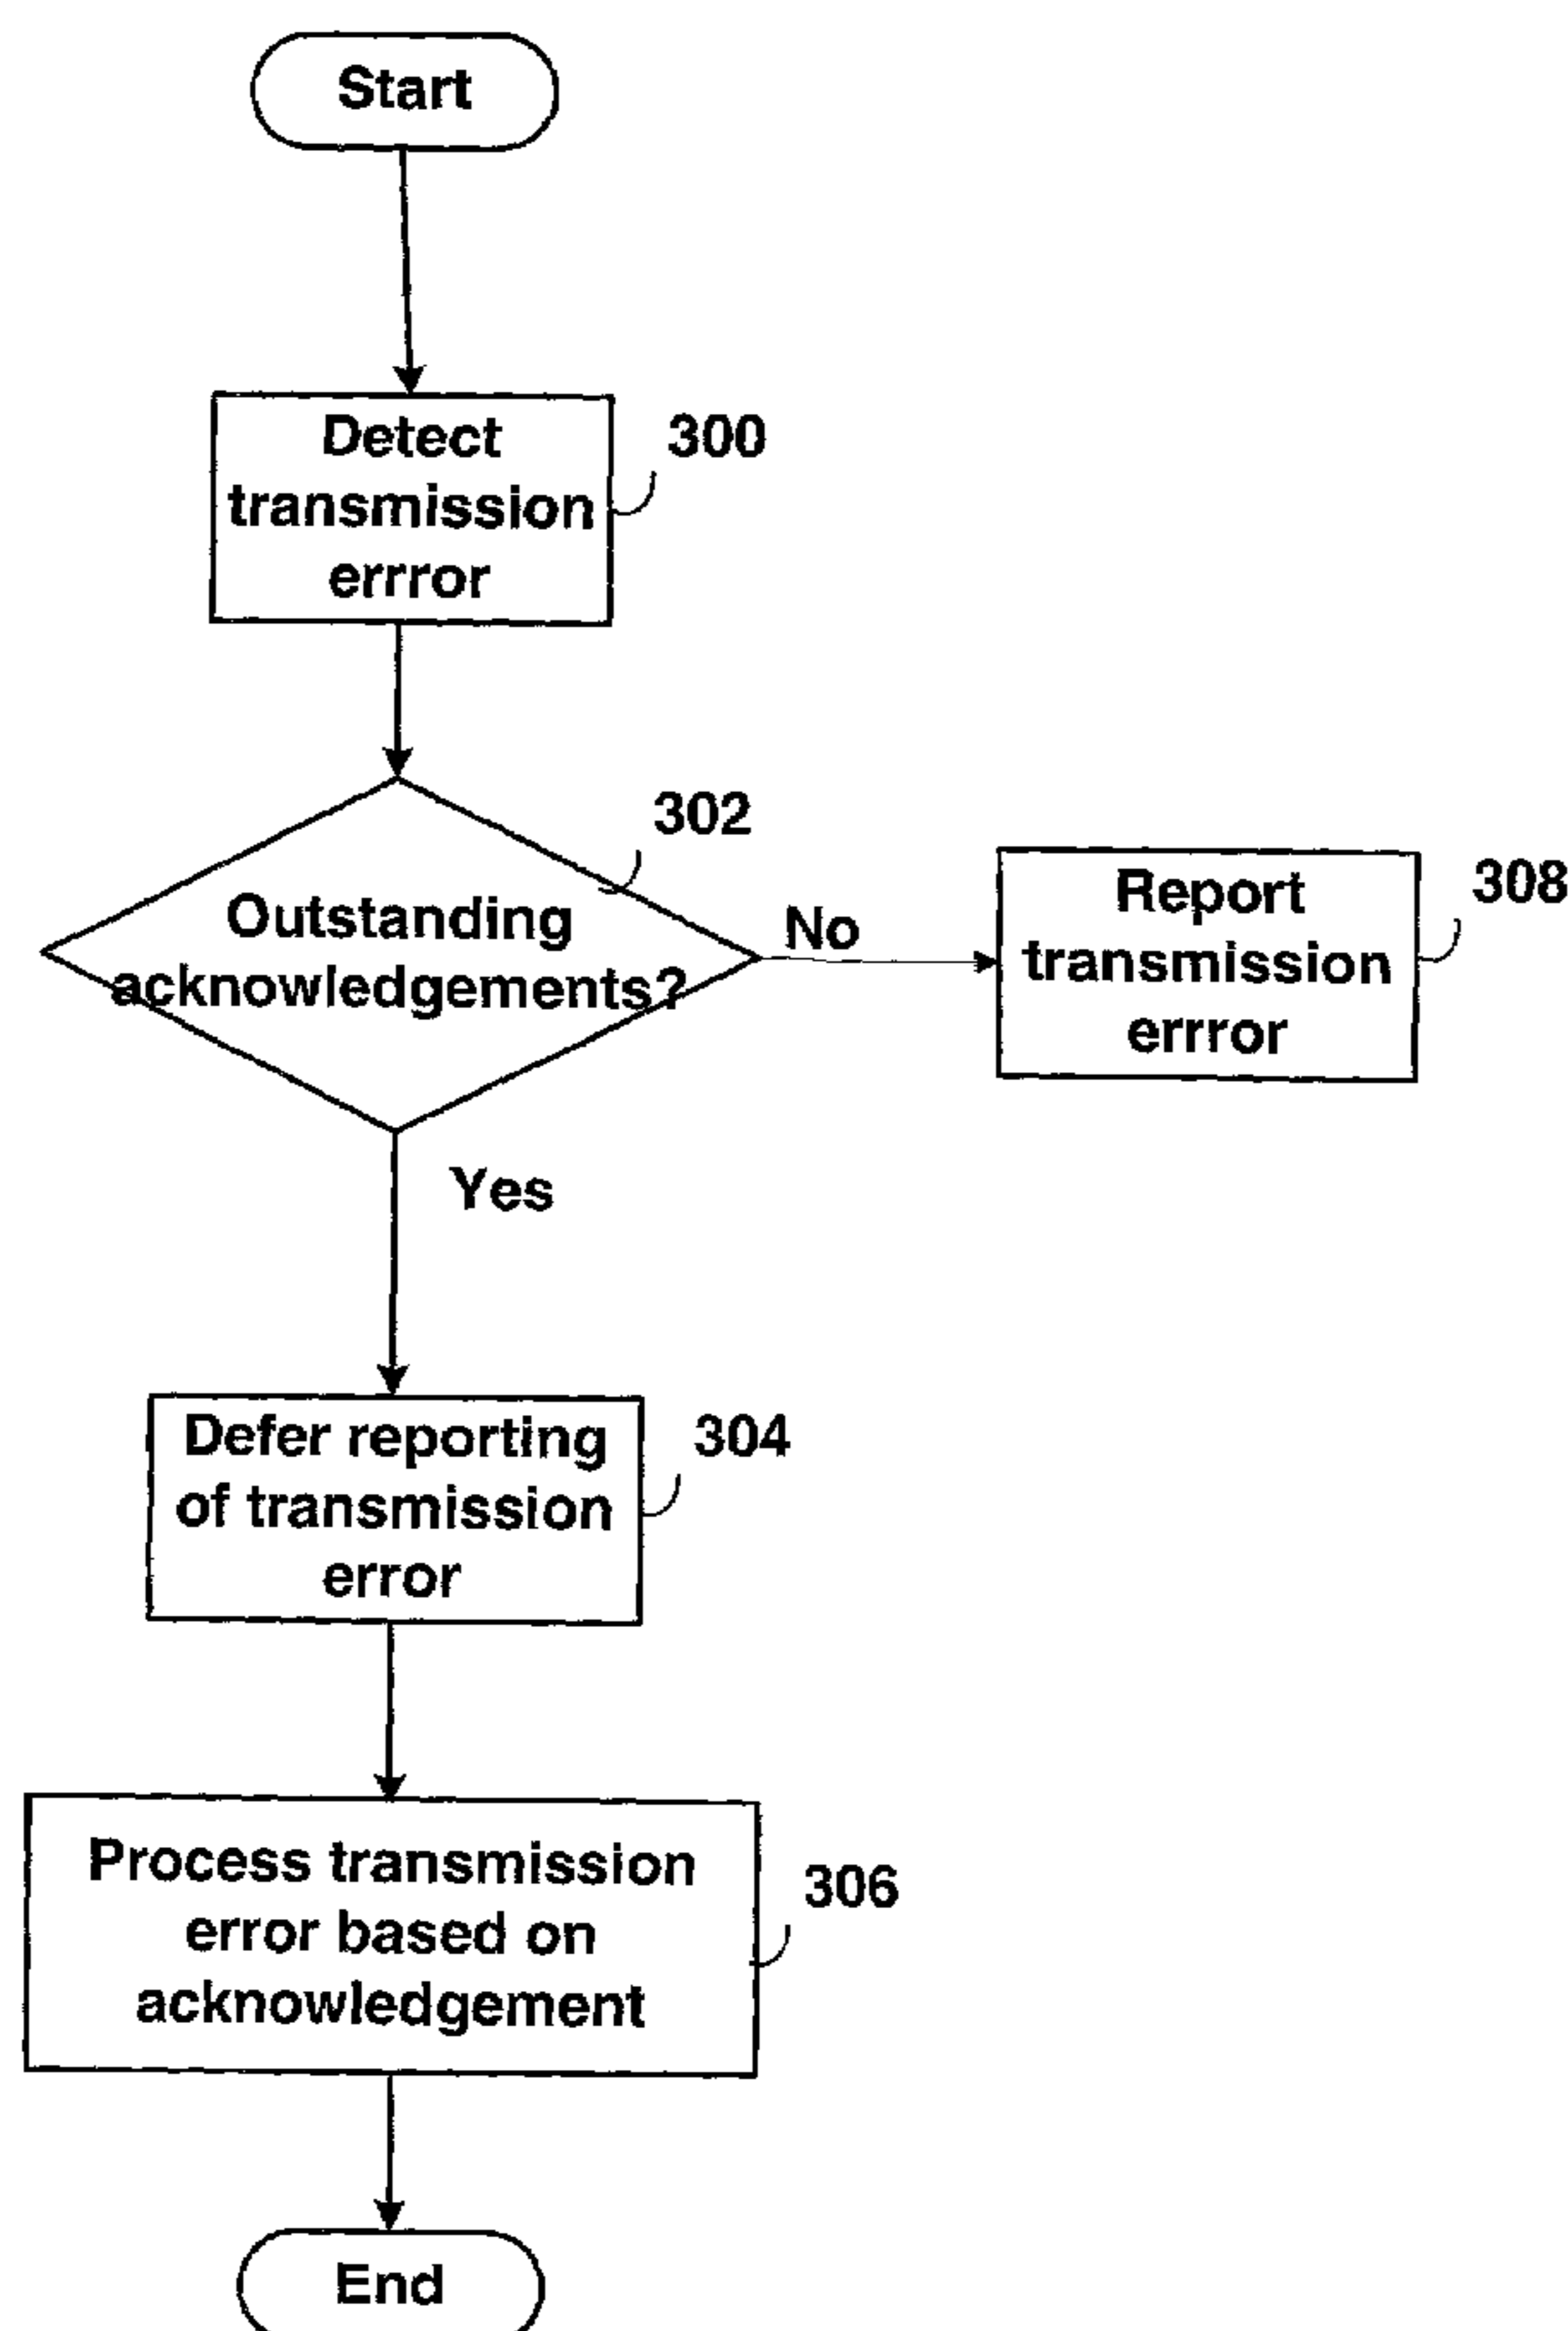 Start
Detect
transmission
errror
300
302
Outstanding
acknowledgements?
No
Report
transmission
errror
308
Yes
Defer reporting
of transmission
error
304
Process transmission
error based on
acknowledgement
306
End